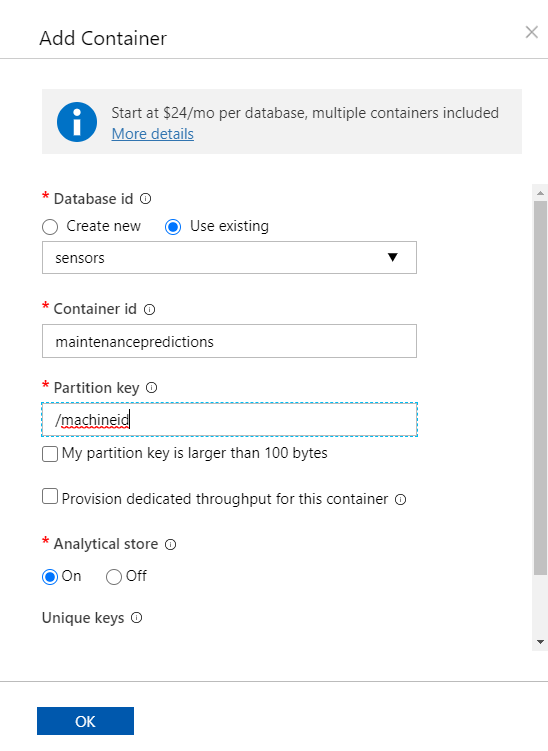 Add Container
Start at $24/mo per database, multiple containers included
More details
* Database id
Create new Use existing
sensors
* Container id
maintenancepredictions
* Partition key
/machineid
My partition key is larger than 100 bytes
Provision dedicated throughput for this container
* Analytical store
On Off
Unique keys
OK